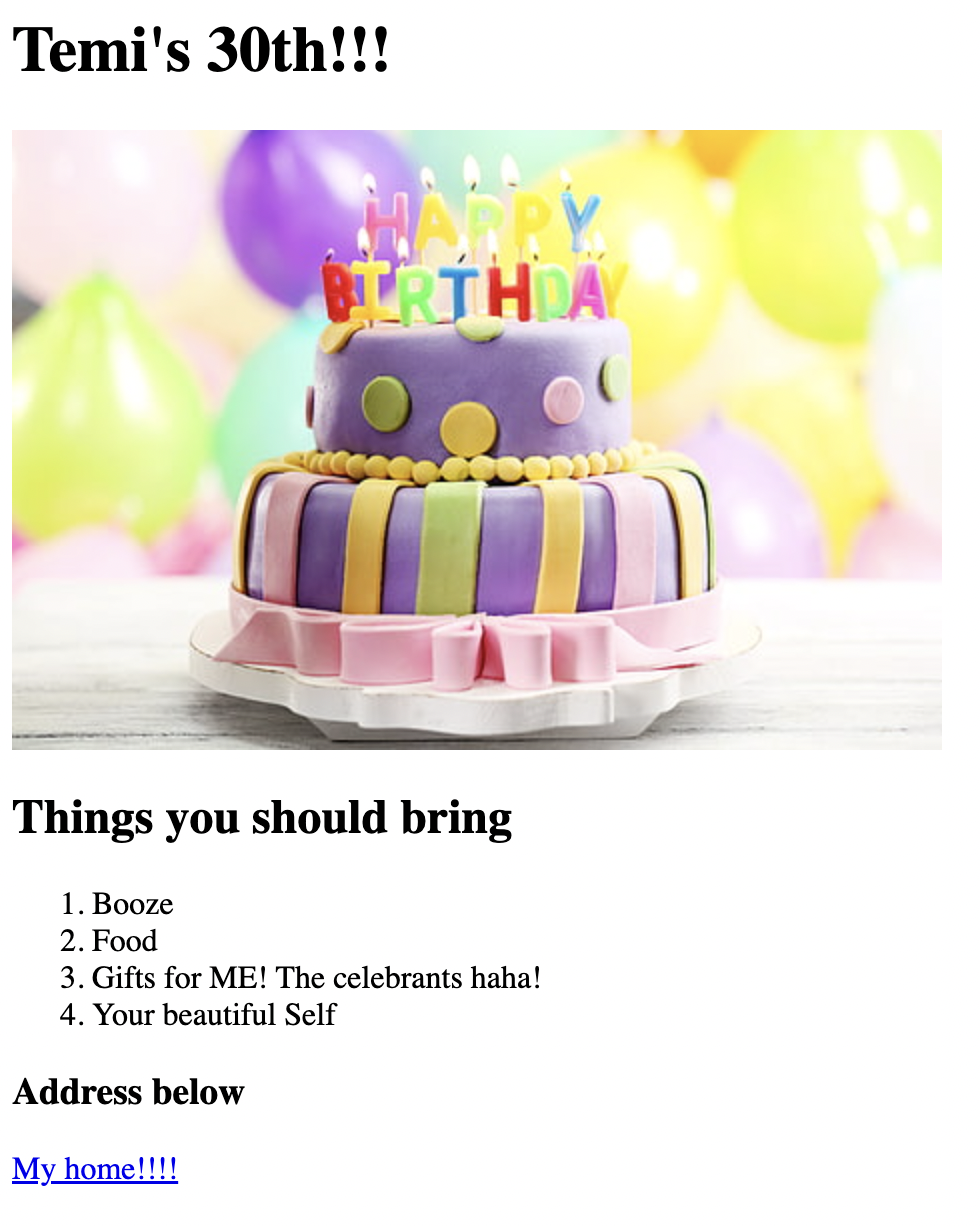 Temi's 30th!!!
HAPPY
BIRTHDAY
Things you should bring
1. Booze
2. Food
3. Gifts for ME! The celebrants haha!
4. Your beautiful Self
Address below
My home!!!!